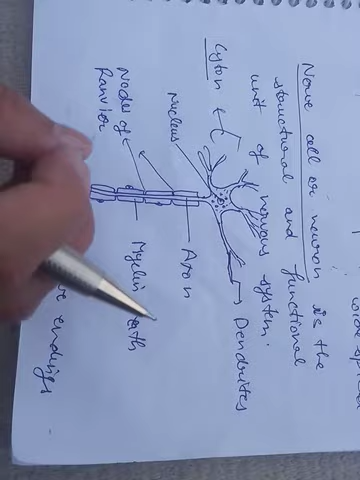 Nerve cell or neuron is the
structural and functional
unit of nervous system.
Cyton
Dendrites
Nucleus
Axon
Nodes of
Ranvier
Myelin
endings